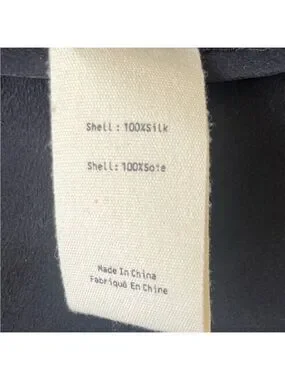 Shell: 100%Silk
Shell: 100%Soie
Made In China
Fabriqué En Chine